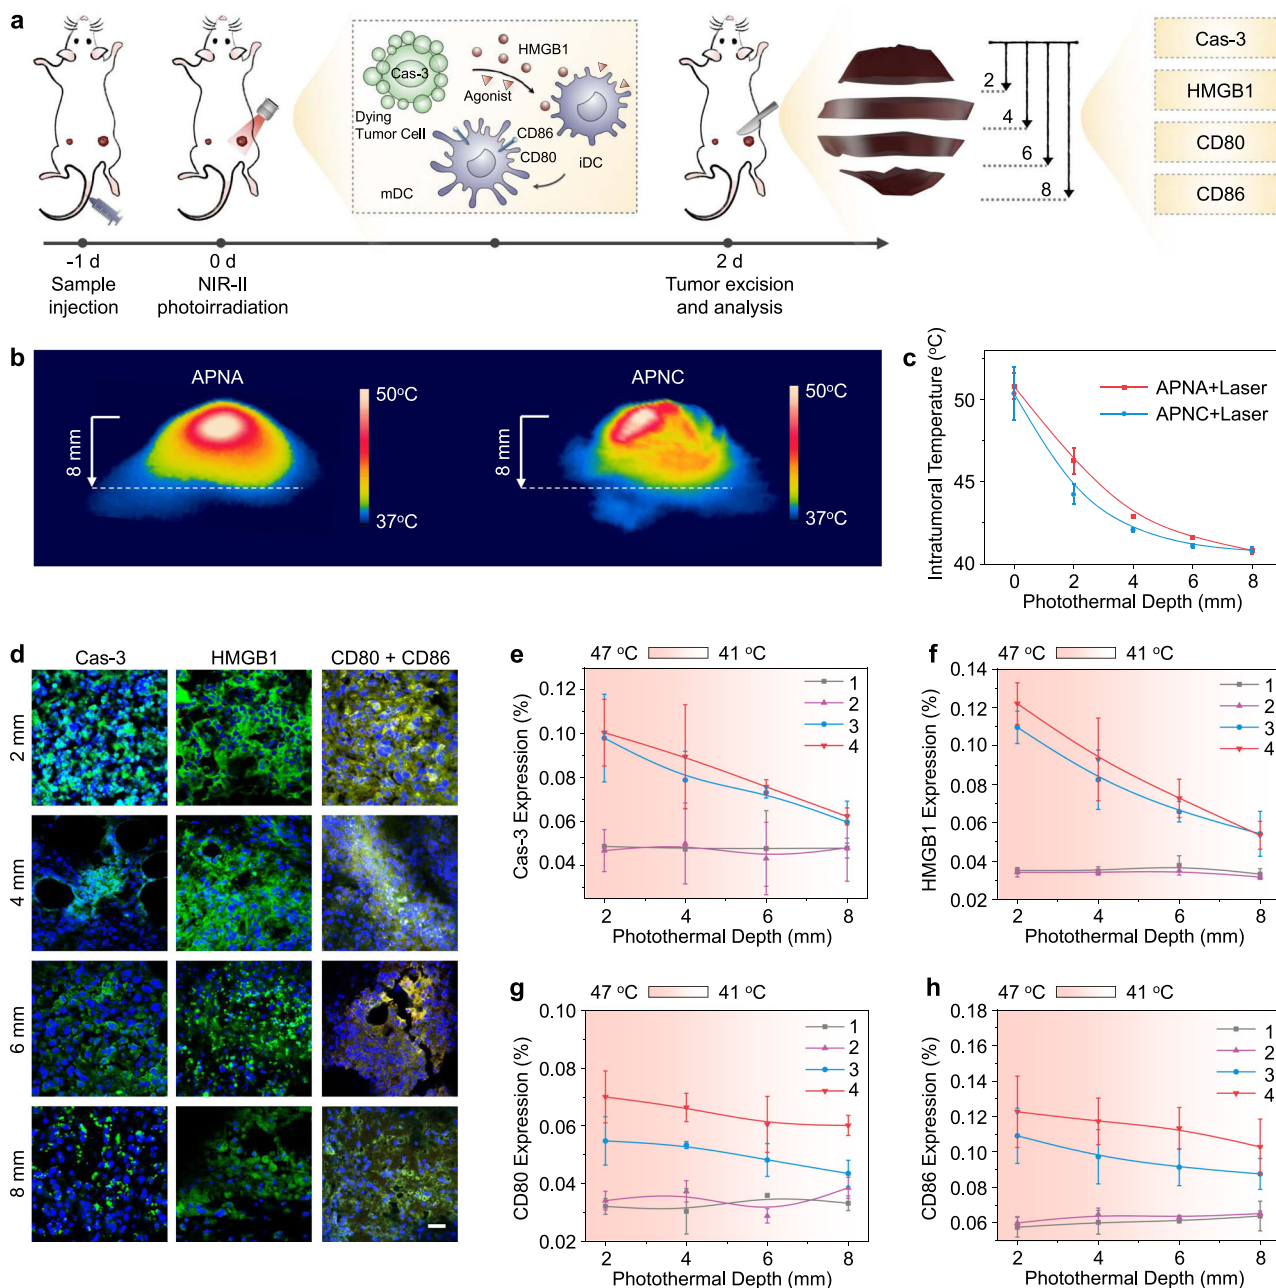 a
HMGB1
Cas-3
Agonist
Dying
Tumor Cell
CD86
CD80
iDC
mDC
2
4
6
8
Cas-3
HMGB1
CD80
CD86
-1 d
0 d
2 d
Sample
injection
NIR-II
photoirradiation
Tumor excision
and analysis
b
APNA
8 mm
50°C
37°C
APNC
8 mm
50°C
37°C
c
Intratumoral Temperature (°C)
50
45
40
APNA+Laser
APNC+Laser
0 2 4 6 8
Photothermal Depth (mm)
d
Cas-3 HMGB1 CD80 + CD86
2 mm
4 mm
6 mm
8 mm
e
47 °C 41 °C
Cas-3 Expression (%)
0.12
0.10
0.08
0.06
0.04
1
2
3
4
2 4 6 8
Photothermal Depth (mm)
f
47 °C 41 °C
HMGB1 Expression (%)
0.14
0.12
0.10
0.08
0.06
0.04
0.02
1
2
3
4
2 4 6 8
Photothermal Depth (mm)
g
47 °C 41 °C
CD80 Expression (%)
0.10
0.08
0.06
0.04
0.02
1
2
3
4
2 4 6 8
Photothermal Depth (mm)
h
47 °C 41 °C
CD86 Expression (%)
0.18
0.16
0.14
0.12
0.10
0.08
0.06
1
2
3
4
2 4 6 8
Photothermal Depth (mm)